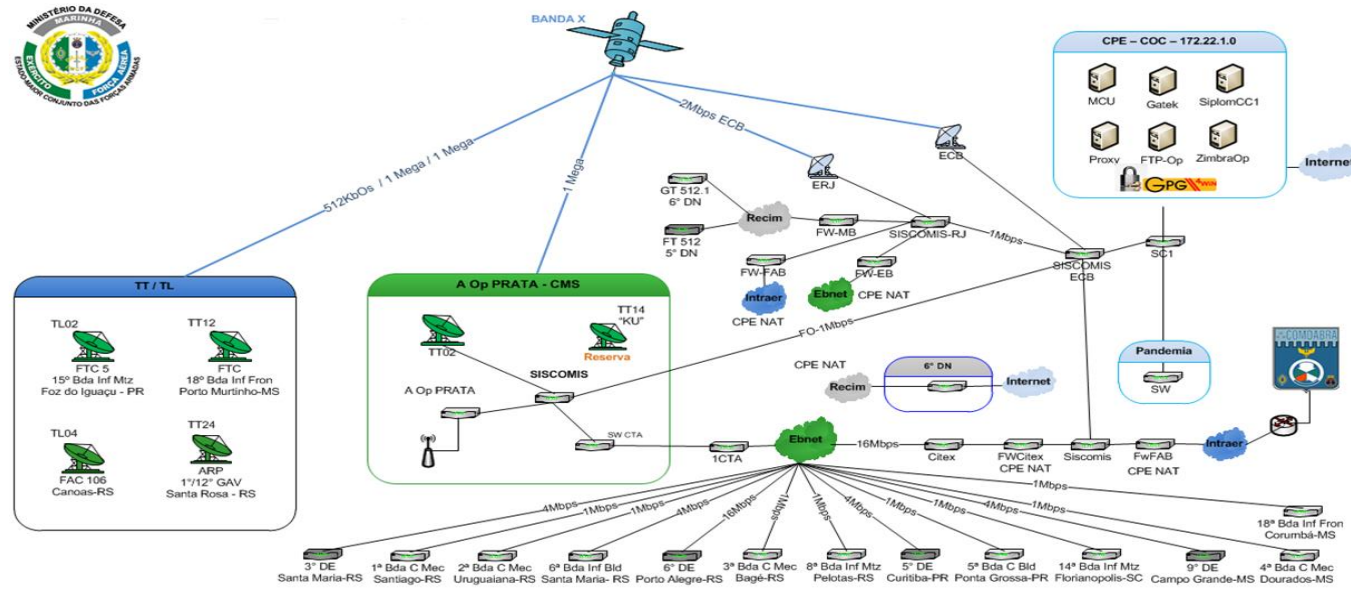 MINISTÉRIO DA DEFESA
MARINHA
EXÉRCITO
FORÇA AÉREA
ESTADO-MAIOR CONJUNTO DAS FORÇAS ARMADAS
BANDA X
512KbOs / 1 Mega / 1 Mega
1 Mega
2Mbps ECB
ECB
ERJ
CPE – COC – 172.22.1.0
MCU
Gatek
SiplomCC1
Proxy
FTP-Op
ZimbraOp
GPG
Internet
GT 512.1
6° DN
FT 512
5° DN
Recim
FW-MB
SISCOMIS-RJ
1Mbps
SISCOMIS
ECB
SC1
FW-FAB
FW-EB
Intraer
CPE NAT
Ebnet
CPE NAT
FO-1Mbps
TT / TL
TL02
FTC 5
15º Bda Inf Mtz
Foz do Iguaçu - PR
TT12
FTC
18º Bda Inf Fron
Porto Murtinho-MS
TL04
FAC 106
Canoas-RS
TT24
ARP
1°/12° GAV
Santa Rosa - RS
A Op PRATA - CMS
TT02
TT14
"KU"
Reserva
SISCOMIS
A Op PRATA
SW CTA
1CTA
CPE NAT
Recim
6° DN
Internet
Pandemia
SW
COMDABRA
Ebnet
16Mbps
Citex
FWCitex
CPE NAT
Siscomis
FwFAB
CPE NAT
Intraer
4Mbps
1Mbps
1Mbps
4Mbps
16Mbps
1Mbps
1Mbps
4Mbps
1Mbps
1Mbps
4Mbps
1Mbps
1Mbps
3° DE
Santa Maria-RS
1ª Bda C Mec
Santiago-RS
2ª Bda C Mec
Uruguaiana-RS
6ª Bda Inf Bld
Santa Maria- RS
6° DE
Porto Alegre-RS
3ª Bda C Mec
Bagé-RS
8ª Bda Inf Mtz
Pelotas-RS
5° DE
Curitiba-PR
5ª Bda C Bld
Ponta Grossa-PR
14ª Bda Inf Mtz
Florianopolis-SC
9° DE
Campo Grande-MS
4ª Bda C Mec
Dourados-MS
18ª Bda Inf Fron
Corumbá-MS